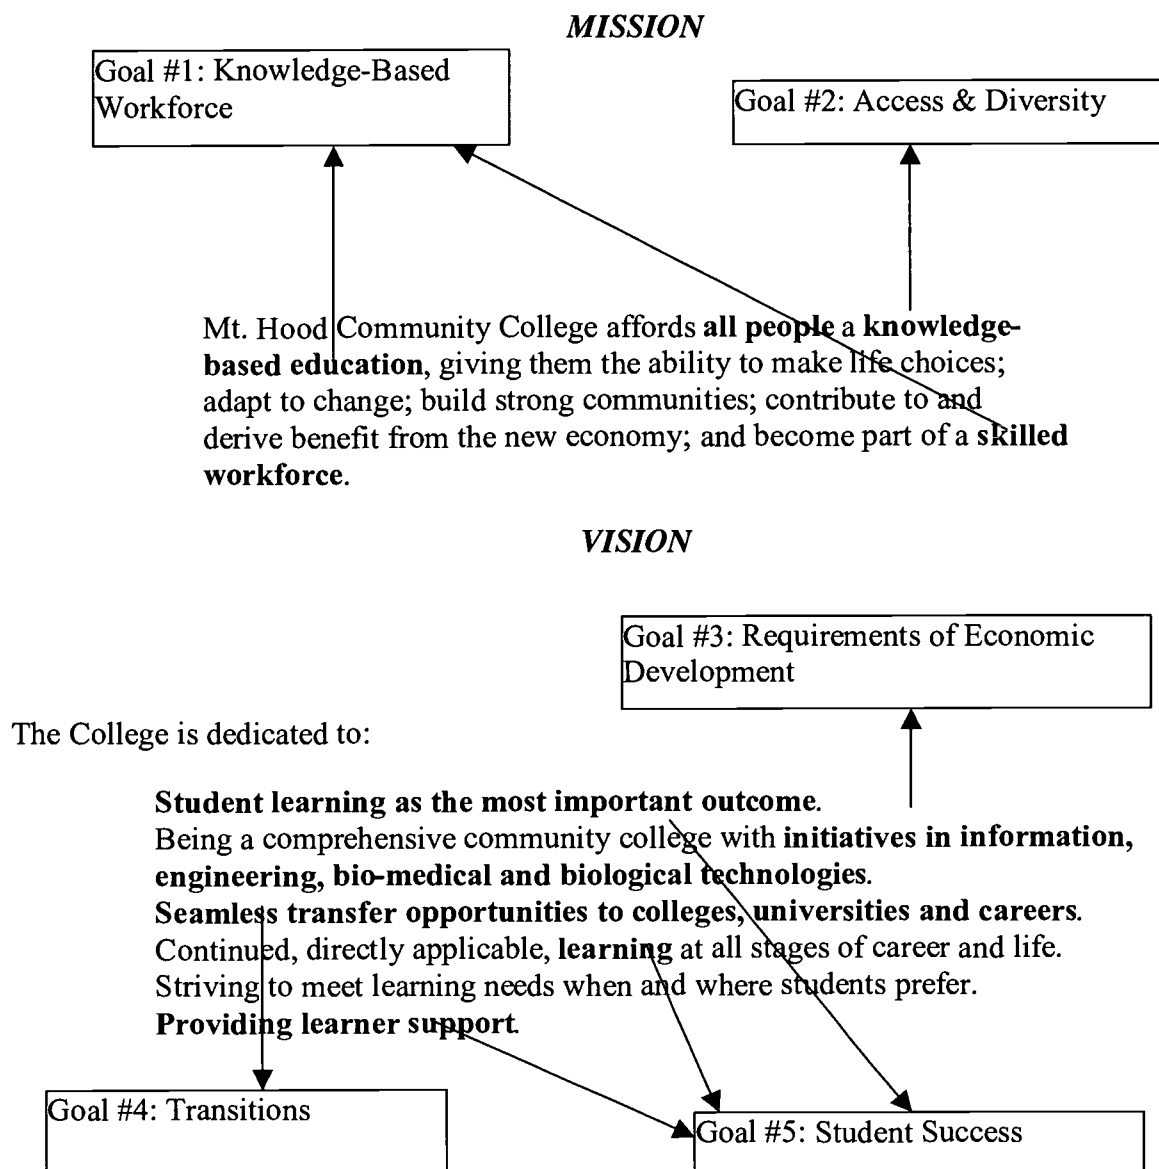 MISSION
Goal #1: Knowledge-Based
Workforce
Goal #2: Access & Diversity
Mt. Hood Community College affords all people a knowledge-
based education, giving them the ability to make life choices;
adapt to change; build strong communities; contribute to and
derive benefit from the new economy; and become part of a skilled
workforce.
VISION
Goal #3: Requirements of Economic
Development
The College is dedicated to:
Student learning as the most important outcome.
Being a comprehensive community college with initiatives in information,
engineering, bio-medical and biological technologies.
Seamless transfer opportunities to colleges, universities and careers.
Continued, directly applicable, learning at all stages of career and life.
Striving to meet learning needs when and where students prefer.
Providing learner support.
Goal #4: Transitions
Goal #5: Student Success